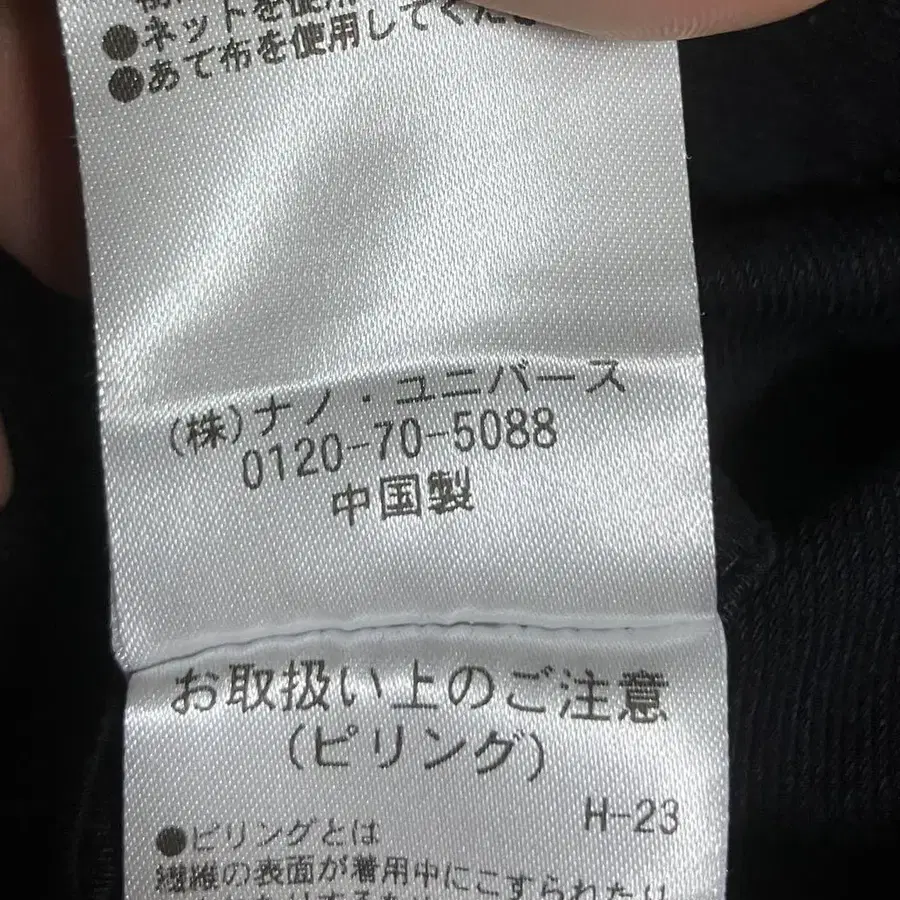 ●ネットを使用
●あて布を使用してくださ
(株)ナノ・ユニバース
0120-70-5088
中国製
お取扱い上のご注意
(ピリング)
H-23
●ピリングとは
繊維の表面が着用中にこすられたり